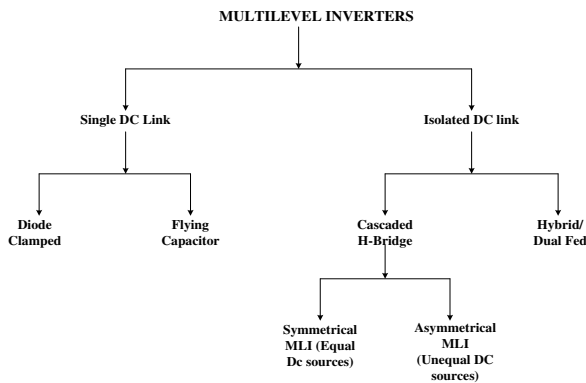 MULTILEVEL INVERTERS
Single DC Link
Isolated DC link
Diode
Clamped
Flying
Capacitor
Cascaded
H-Bridge
Hybrid/
Dual Fed
Symmetrical
MLI (Equal
Dc sources)
Asymmetrical
MLI
(Unequal DC
sources)